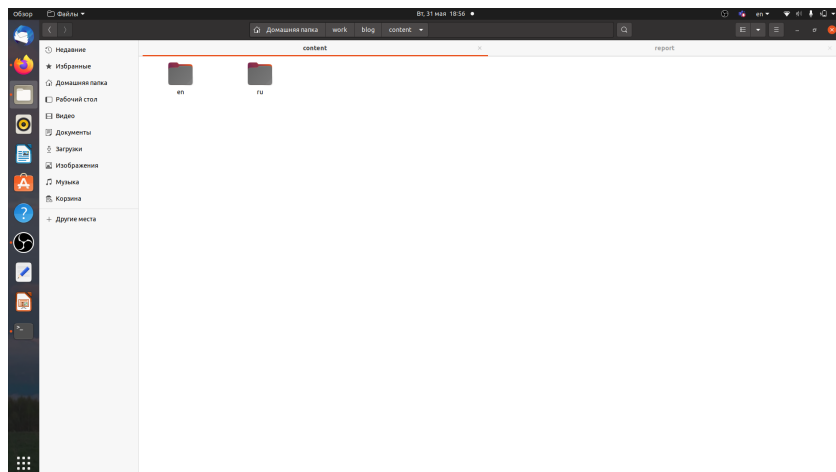 Обзор Файлы Вт, 31 мая 18:56 en
Домашняя папка work blog content
Недавние
Избранные
Домашняя папка
Рабочий стол
Видео
Документы
Загрузки
Изображения
Музыка
Корзина
Другие места
content report
en ru